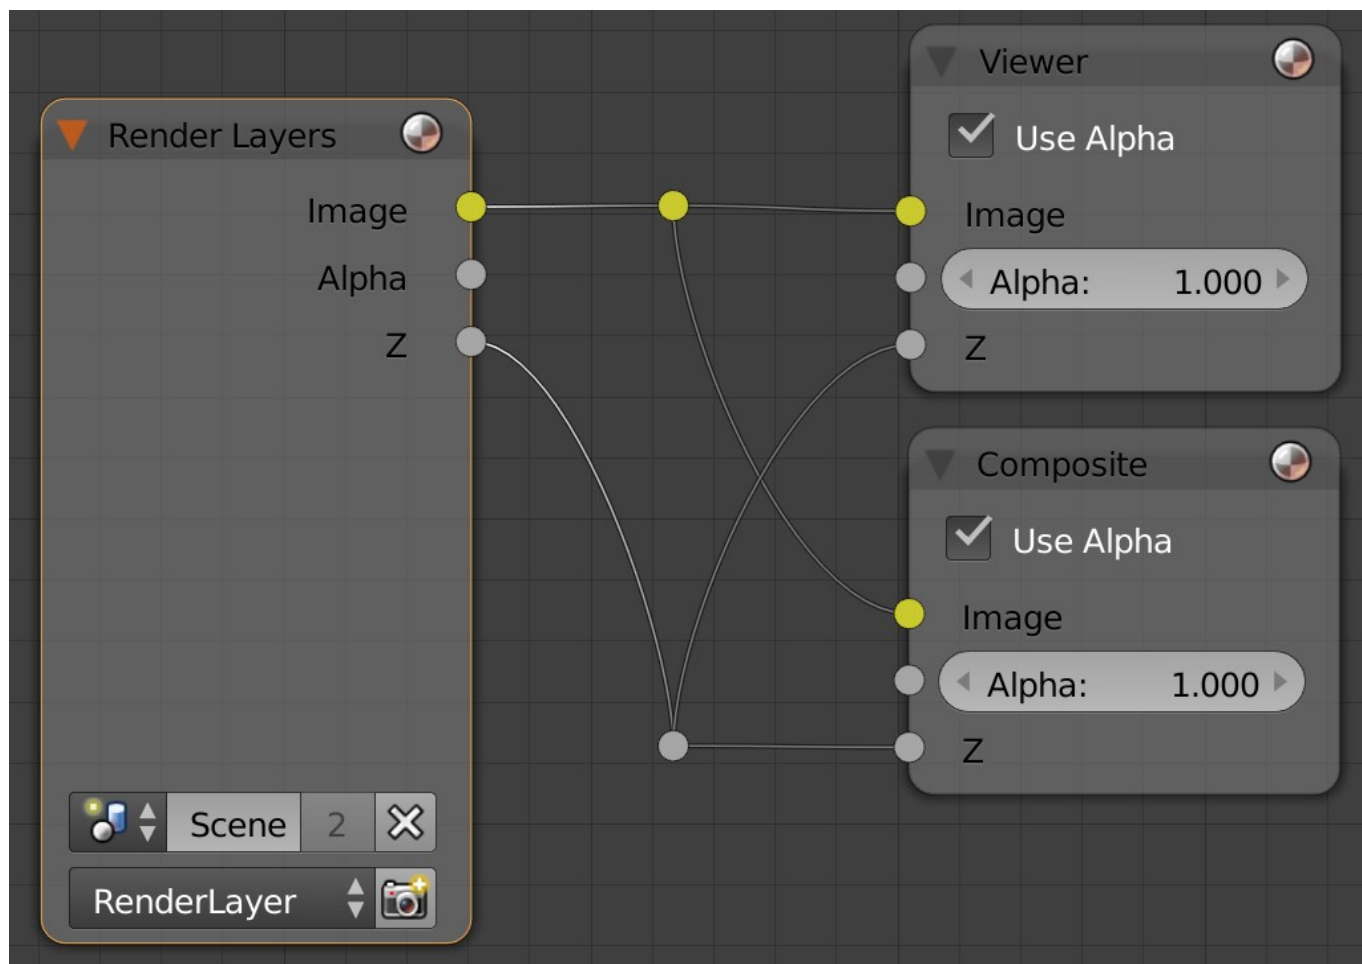 Render Layers
Image
Alpha
Z
Scene 2
RenderLayer
Viewer
Use Alpha
Image
Alpha: 1.000
Z
Composite
Use Alpha
Image
Alpha: 1.000
Z